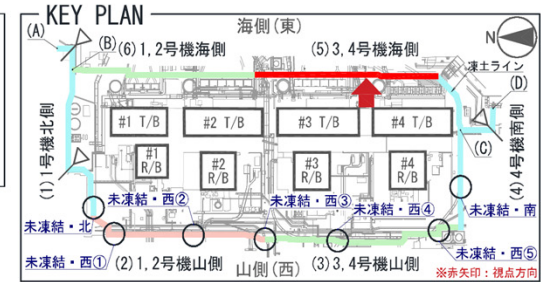 KEY PLAN
海側(東)
N
(A)
(B)
(6)1,2号機海側
(5)3,4号機海側
凍土ライン
(D)
#1 T/B
#2 T/B
#3 T/B
#4 T/B
(C)
(1)1号機北側
#1
R/B
#2
R/B
#3
R/B
#4
R/B
(4)4号機南側
未凍結・西②
未凍結・西③
未凍結・西④
未凍結・南
未凍結・北
未凍結・西①
(2)1,2号機山側
山側(西)
(3)3,4号機山側
未凍結・西⑤
※赤矢印：視点方向